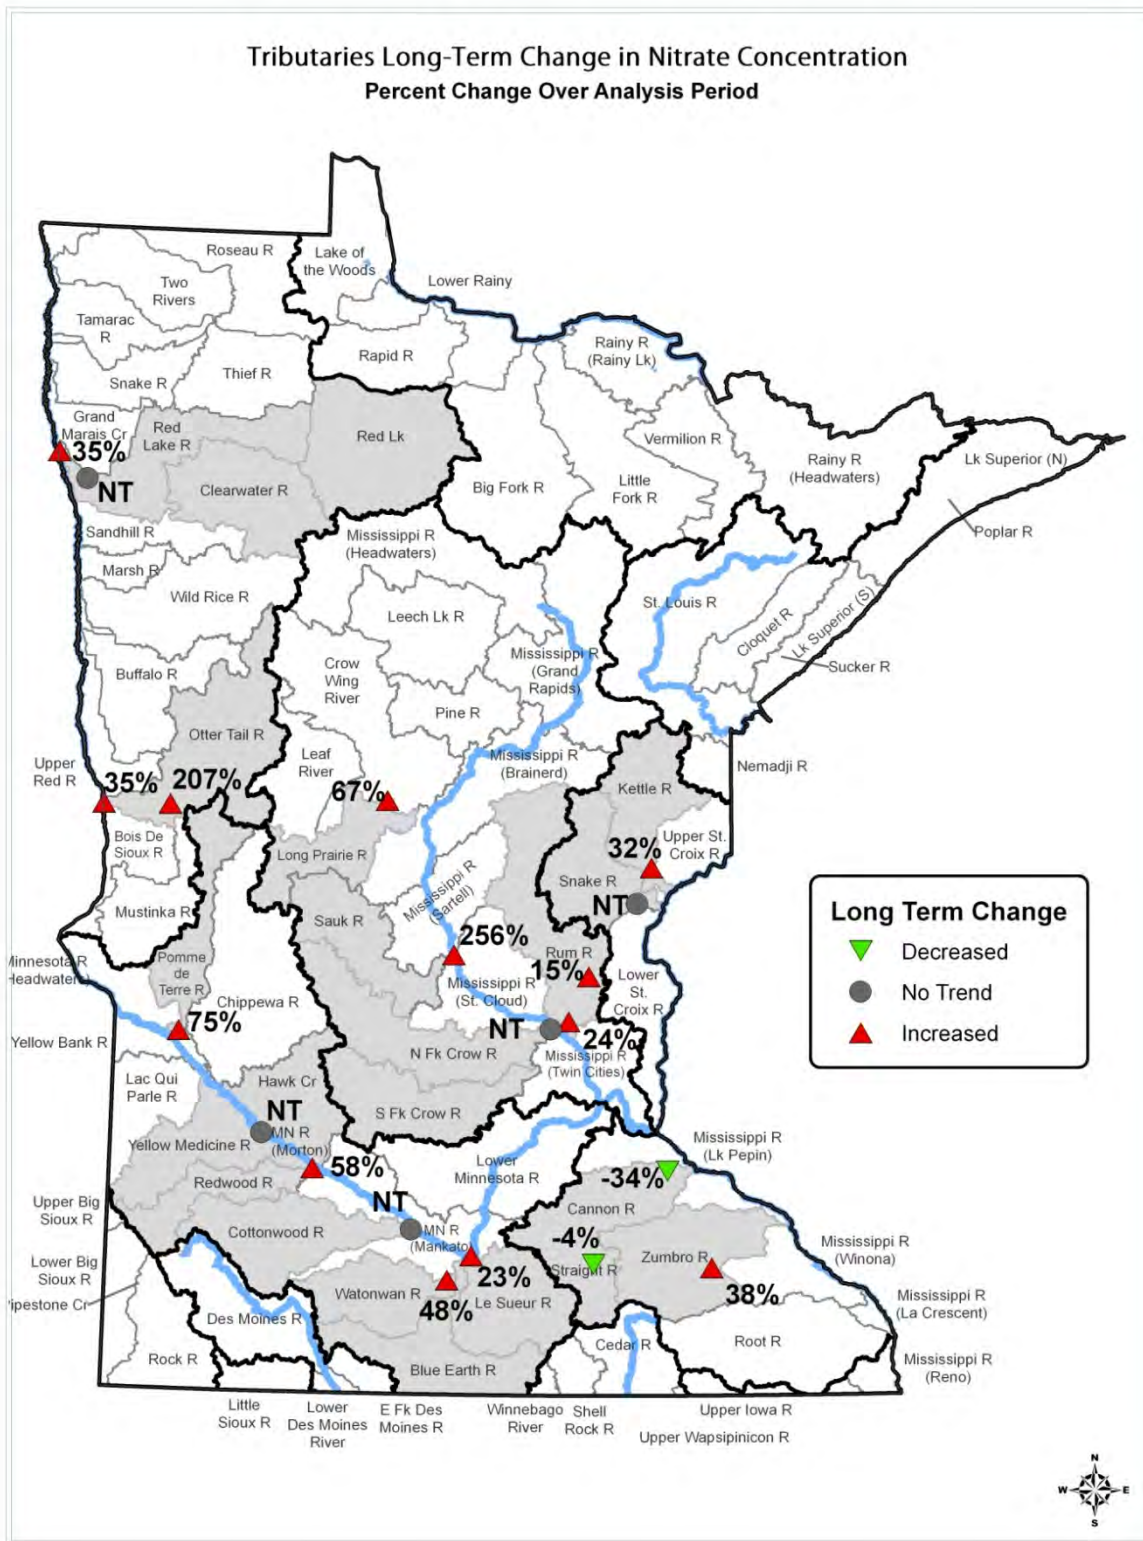 Tributaries Long-Term Change in Nitrate Concentration
Percent Change Over Analysis Period
Roseau R
Lake of
the Woods
Lower Rainy
Two
Rivers
Tamarac
R
Rapid R
Rainy R
(Rainy Lk)
Snake R
Thief R
Grand
Marais Cr
Red
Lake R
Red Lk
Vermilion R
35%
NT
Clearwater R
Big Fork R
Little
Fork R
Rainy R
(Headwaters)
Lk Superior (N)
Poplar R
Sandhill R
Mississippi R
(Headwaters)
Marsh R
Wild Rice R
Leech Lk R
St. Louis R
Cloquet R
Lk Superior (S)
Sucker R
Buffalo R
Crow
Wing
River
Mississippi R
(Grand
Rapids)
Pine R
Otter Tail R
Upper
Red R
35%
207%
Leaf
River
67%
Mississippi R
(Brainerd)
Nemadji R
Kettle R
Bois De
Sioux R
Long Prairie R
32%
Upper St.
Croix R
Mustinka R
Sauk R
Mississippi R
(Sartell)
Snake R
NT
Minnesota R
Headwaters)
Pomme
de
Terre R
Chippewa R
256%
Mississippi R
(St. Cloud)
Rum R
15%
Lower
St.
Croix R
Long Term Change
Decreased
No Trend
Increased
Yellow Bank R
75%
NT
24%
N Fk Crow R
Mississippi R
(Twin Cities)
Lac Qui
Parle R
Hawk Cr
S Fk Crow R
NT
Yellow Medicine R
MN R
(Morton)
58%
Lower
Minnesota R
Mississippi R
(Lk Pepin)
Redwood R
-34%
Upper Big
Sioux R
Cottonwood R
NT
MN R
(Mankato)
Cannon R
-4%
Straight R
Zumbro R
38%
Mississippi R
(Winona)
Lower Big
Sioux R
Pipestone Cr
Watonwan R
48%
23%
Le Sueur R
Mississippi R
(La Crescent)
Des Moines R
Rock R
Blue Earth R
Cedar R
Root R
Mississippi R
(Reno)
Little
Sioux R
Lower
Des Moines
River
E Fk Des
Moines R
Winnebago
River
Shell
Rock R
Upper Iowa R
Upper Wapsipinicon R
N
W
E
S